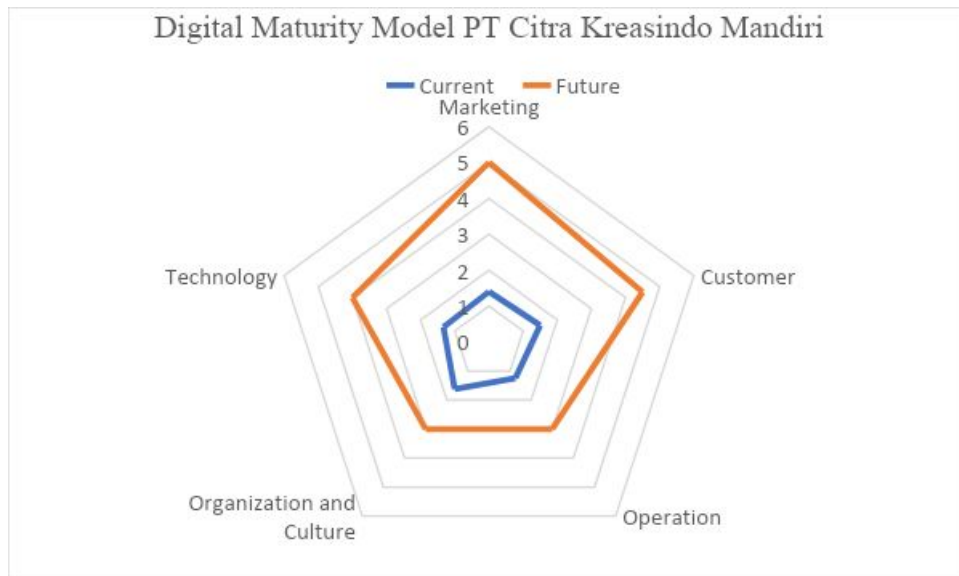 Digital Maturity Model PT Citra Kreasindo Mandiri
Current Future
Marketing
6
5
4
3
2
1
0
Technology
Customer
Organization and
Culture
Operation